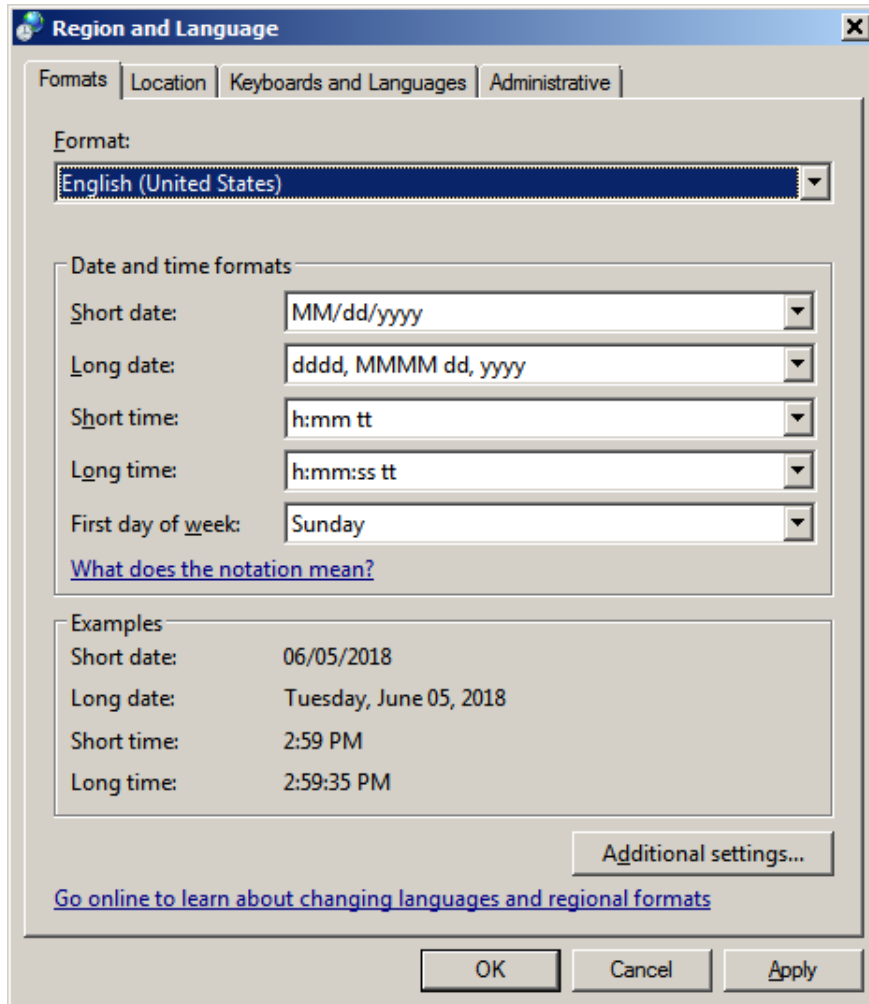 Region and Language
Formats Location Keyboards and Languages Administrative
Format:
English (United States)
Date and time formats
Short date: MM/dd/yyyy
Long date: dddd, MMMM dd, yyyy
Short time: h:mm tt
Long time: h:mm:ss tt
First day of week: Sunday
What does the notation mean?
Examples
Short date: 06/05/2018
Long date: Tuesday, June 05, 2018
Short time: 2:59 PM
Long time: 2:59:35 PM
Additional settings...
Go online to learn about changing languages and regional formats
OK Cancel Apply